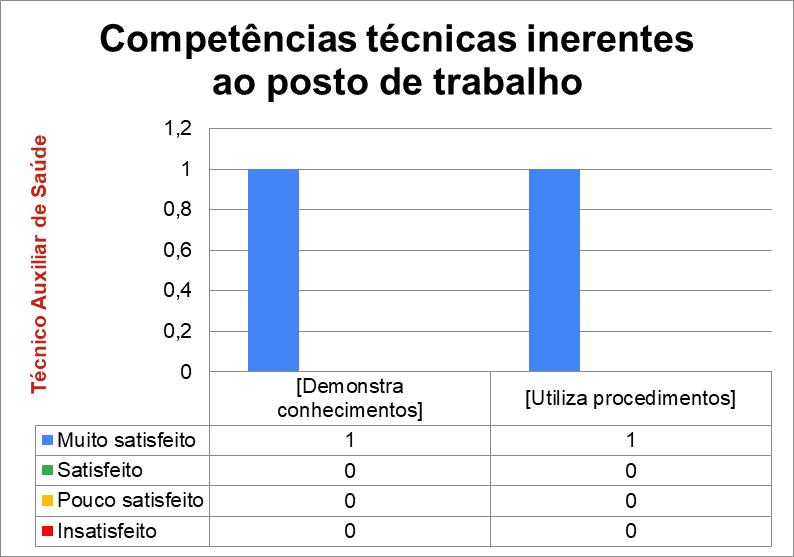 Competências técnicas inerentes
ao posto de trabalho
Técnico Auxiliar de Saúde
1,2
1
0,8
0,6
0,4
0,2
0
[Demonstra
conhecimentos]
[Utiliza procedimentos]
Muito satisfeito 1 1
Satisfeito 0 0
Pouco satisfeito 0 0
Insatisfeito 0 0